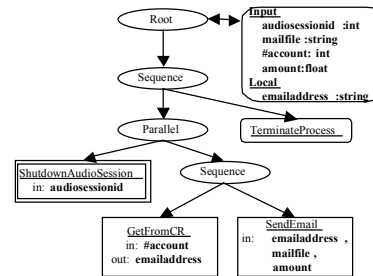 Root
Input
audiosessionid :int
mailfile :string
#account: int
amount:float
Local
emailaddress :string
Sequence
Parallel
TerminateProcess
ShutdownAudioSession
in: audiosessionid
Sequence
GetFromCR
in: #account
out: emailaddress
SendEmail
in: emailaddress ,
mailfile ,
amount